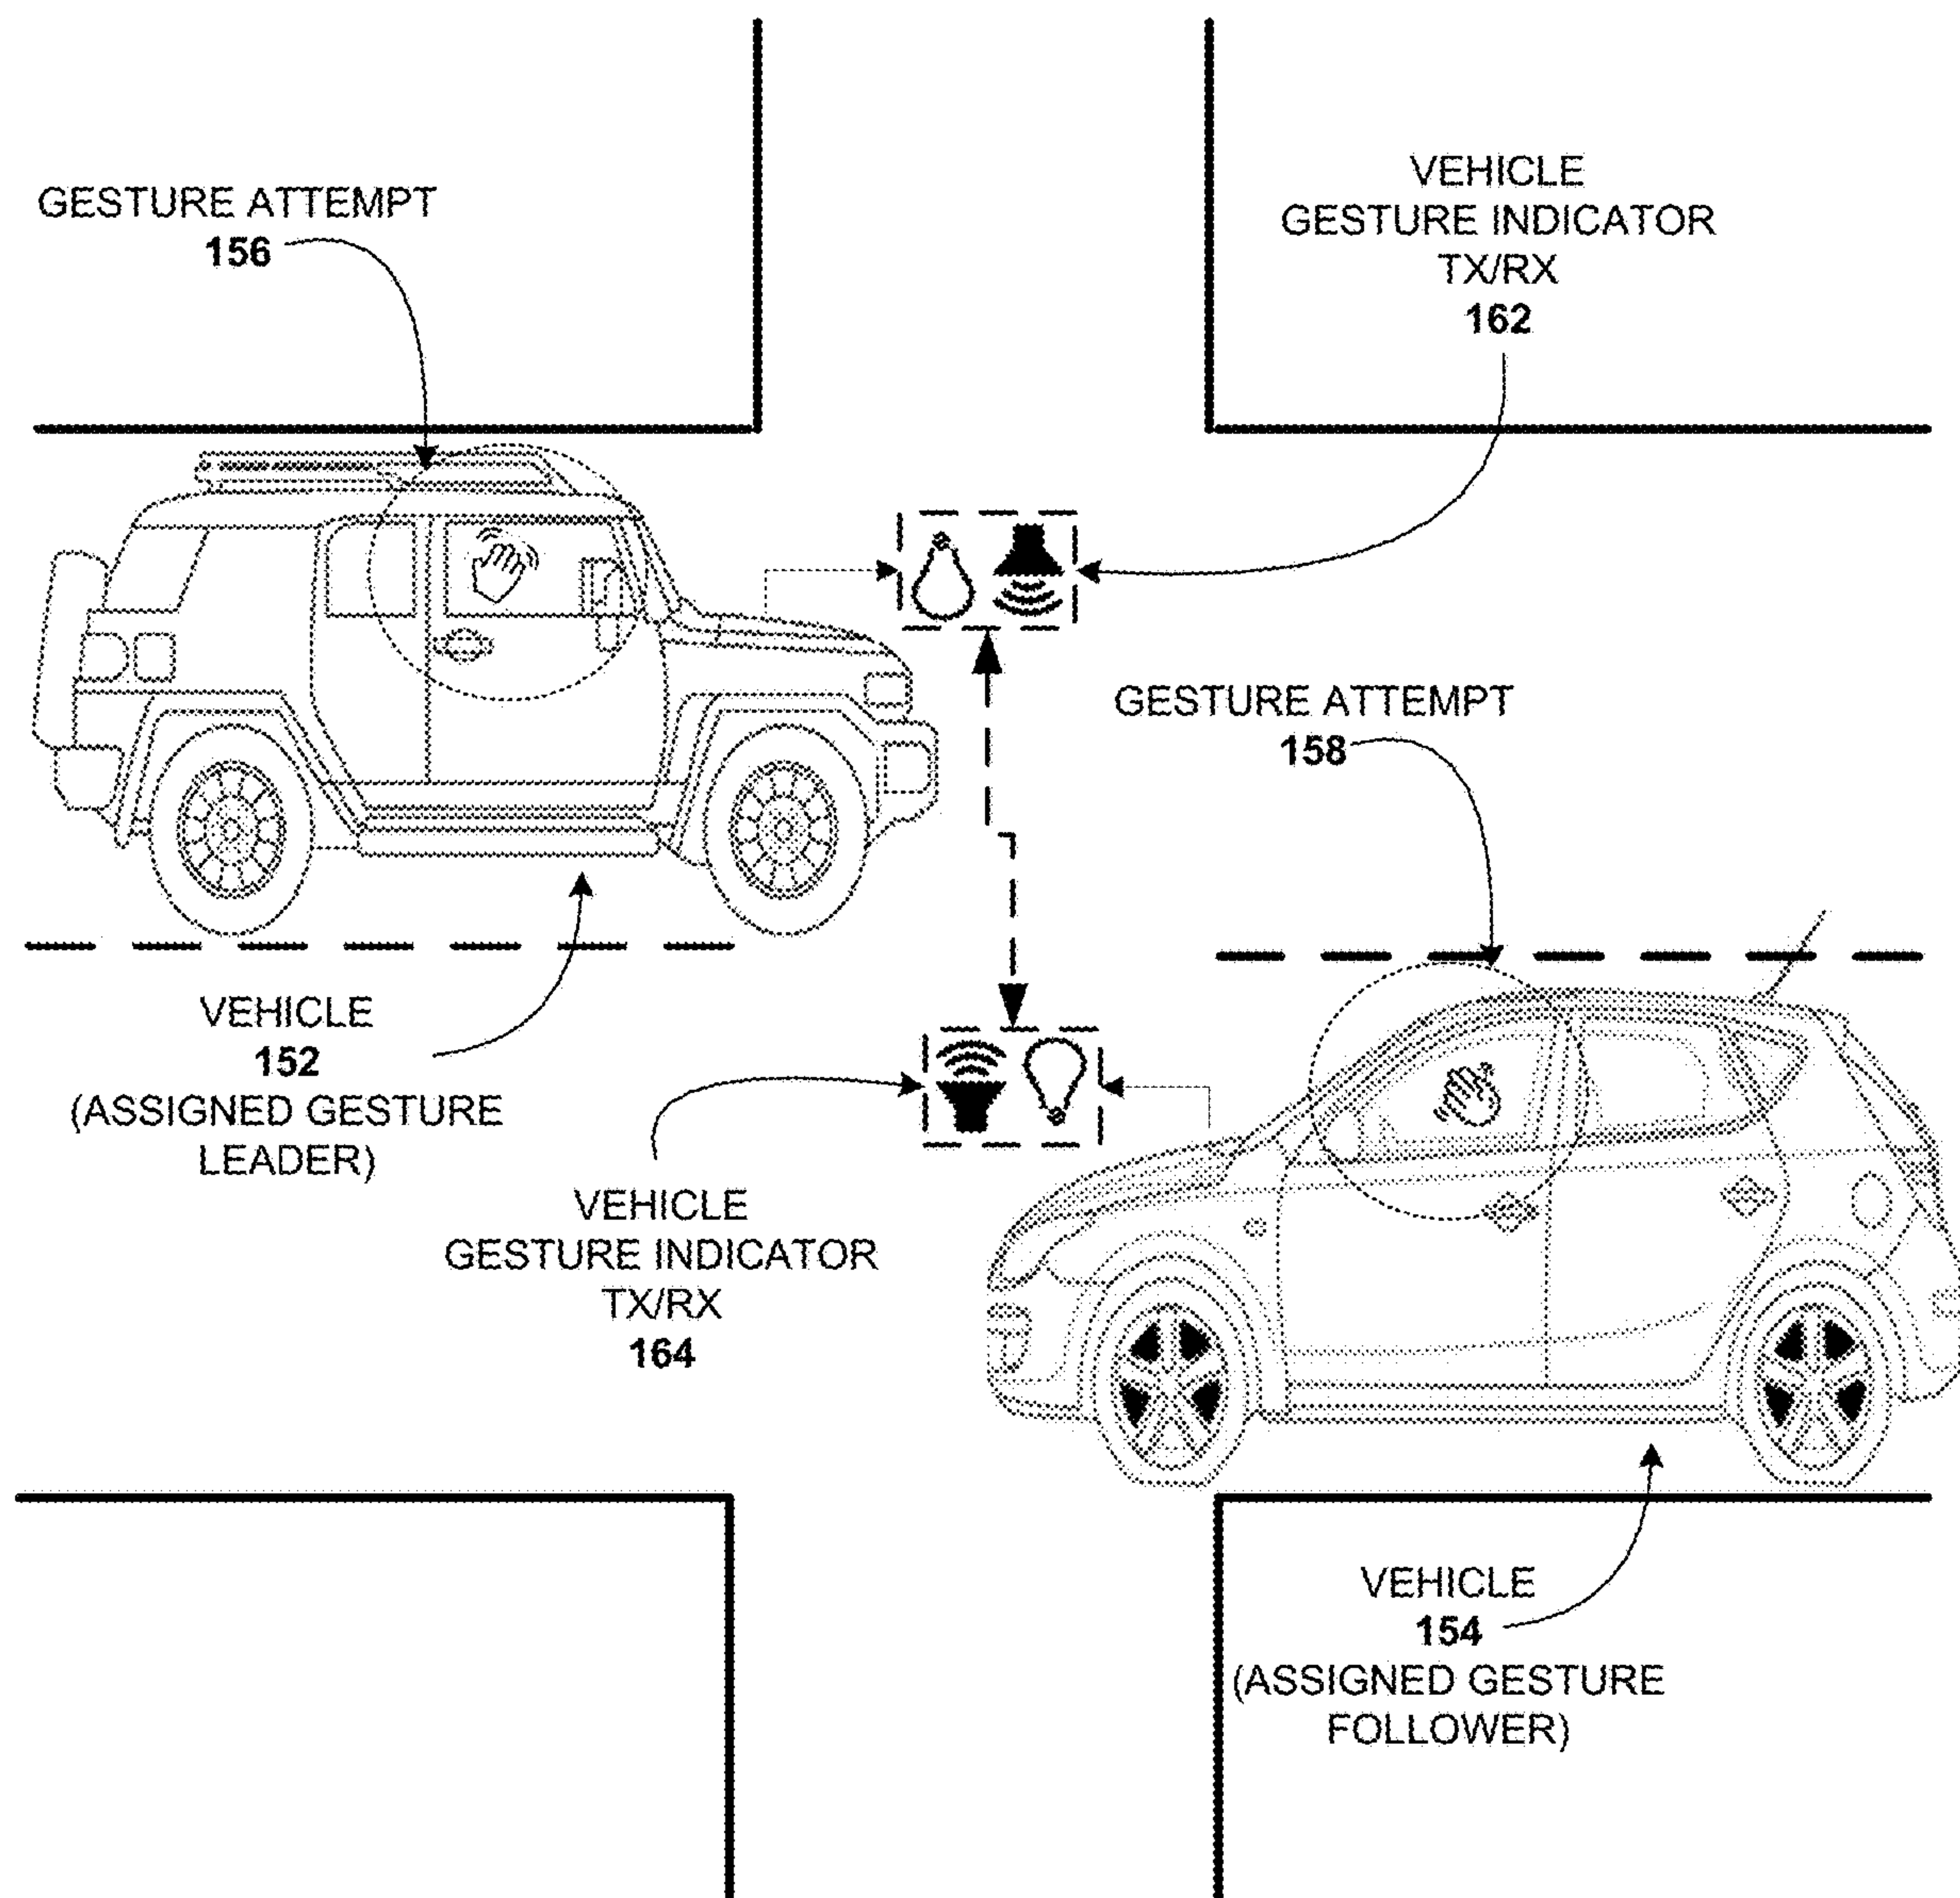 GESTURE ATTEMPT
156
VEHICLE
GESTURE INDICATOR
TX/RX
162
GESTURE ATTEMPT
158
VEHICLE
152
(ASSIGNED GESTURE
LEADER)
VEHICLE
GESTURE INDICATOR
TX/RX
164
VEHICLE
154
(ASSIGNED GESTURE
FOLLOWER)